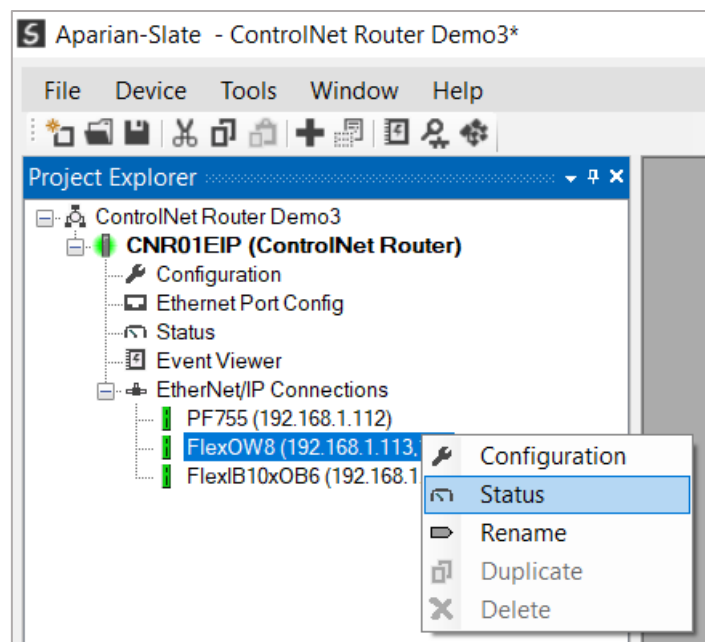 S Aparian-Slate - ControlNet Router Demo3*
File Device Tools Window Help
Project Explorer
ControlNet Router Demo3
CNR01EIP (ControlNet Router)
Configuration
Ethernet Port Config
Status
Event Viewer
EtherNet/IP Connections
PF755 (192.168.1.112)
FlexOW8 (192.168.1.113,
FlexIB10xOB6 (192.168.1.
Configuration
Status
Rename
Duplicate
Delete